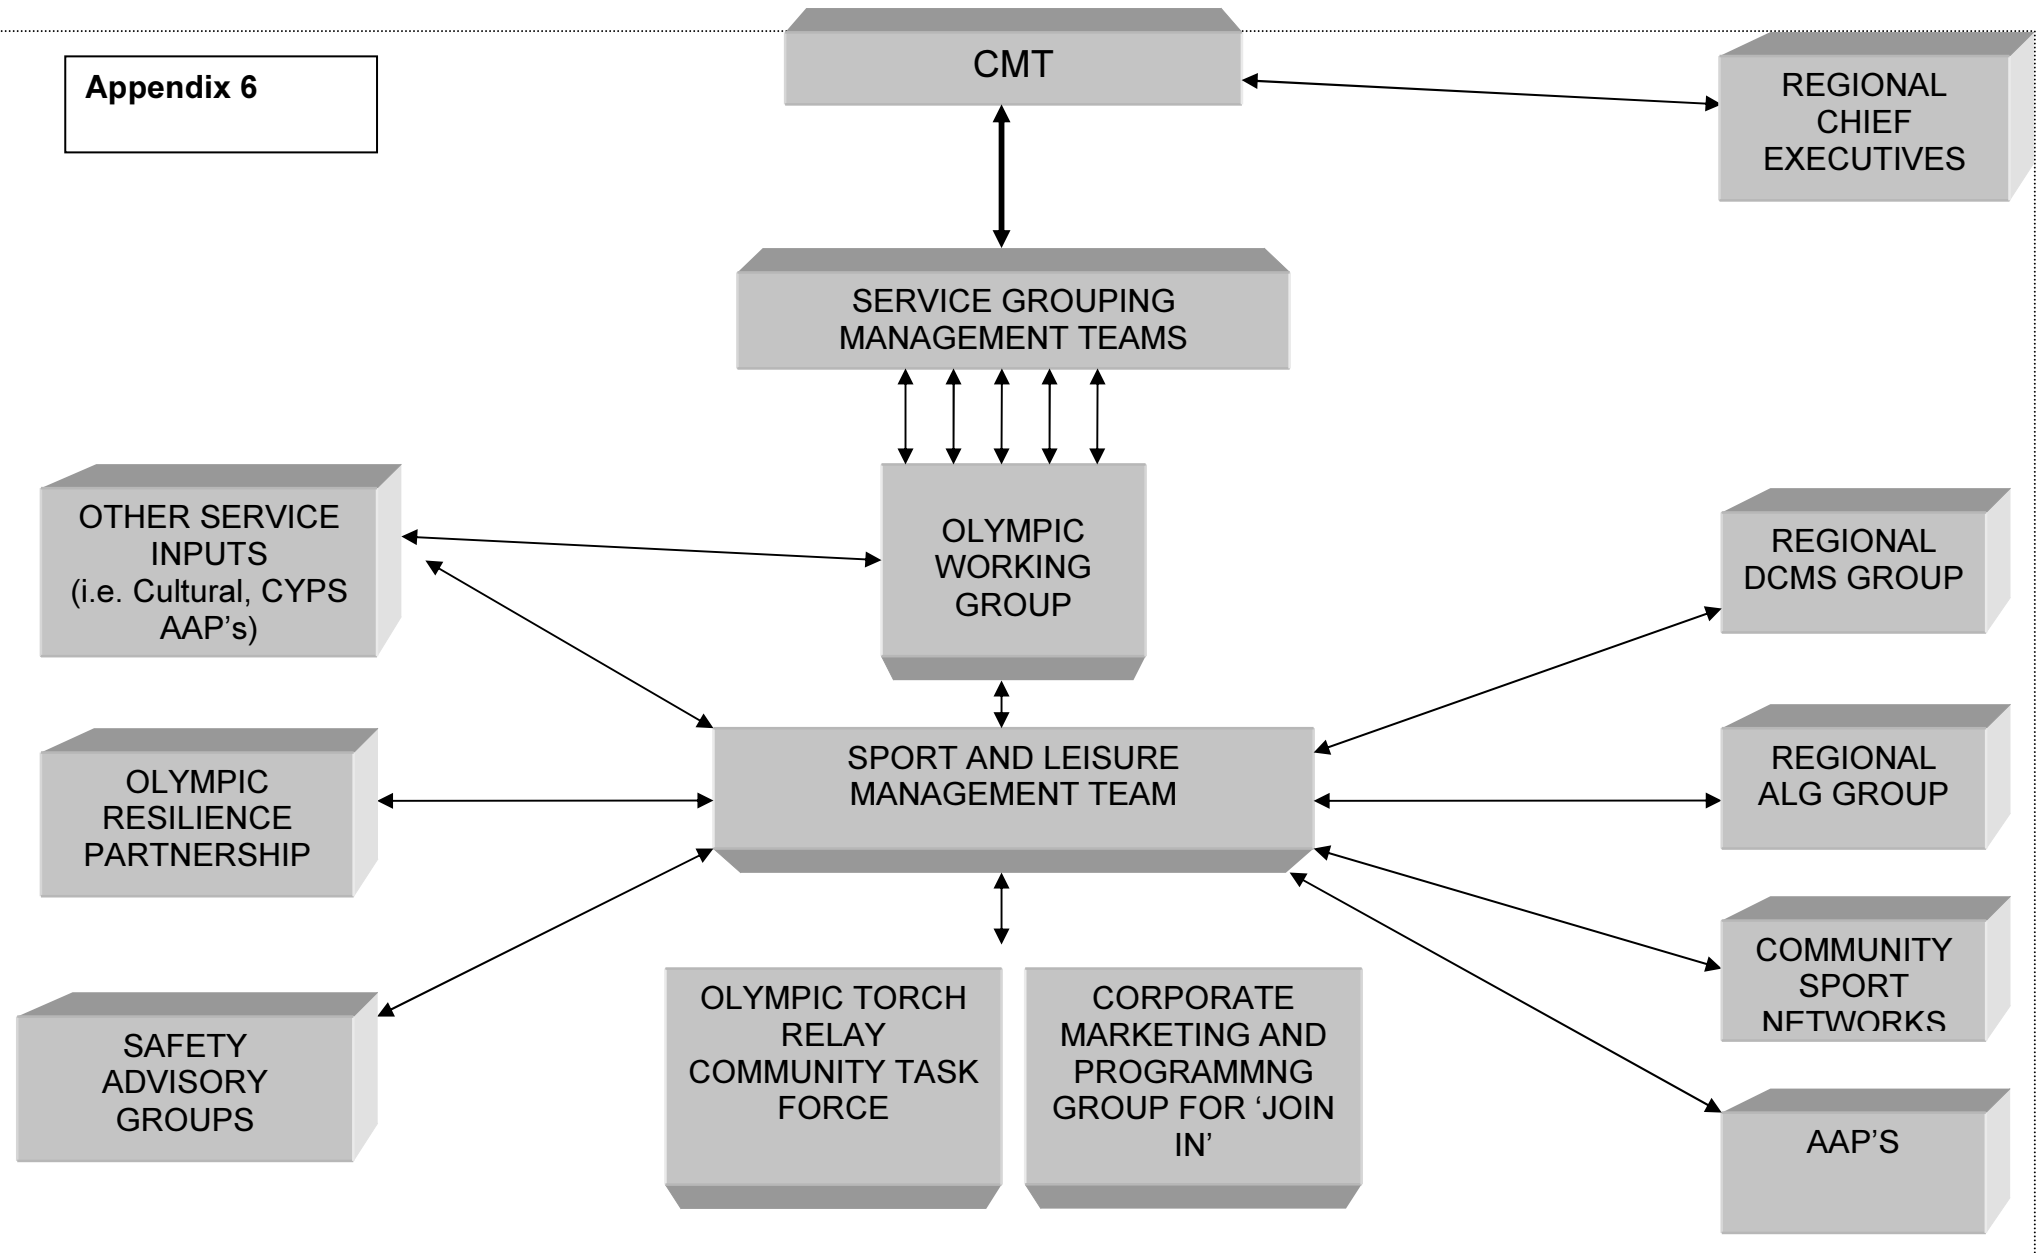 Appendix 6
CMT
REGIONAL
CHIEF
EXECUTIVES
SERVICE GROUPING
MANAGEMENT TEAMS
OTHER SERVICE
INPUTS
(i.e. Cultural, CYPS
AAP’s)
OLYMPIC
WORKING
GROUP
REGIONAL
DCMS GROUP
OLYMPIC
RESILIENCE
PARTNERSHIP
SPORT AND LEISURE
MANAGEMENT TEAM
REGIONAL
ALG GROUP
SAFETY
ADVISORY
GROUPS
OLYMPIC TORCH
RELAY
COMMUNITY TASK
FORCE
CORPORATE
MARKETING AND
PROGRAMMNG
GROUP FOR ‘JOIN
IN’
COMMUNITY
SPORT
NETWORKS
AAP’S